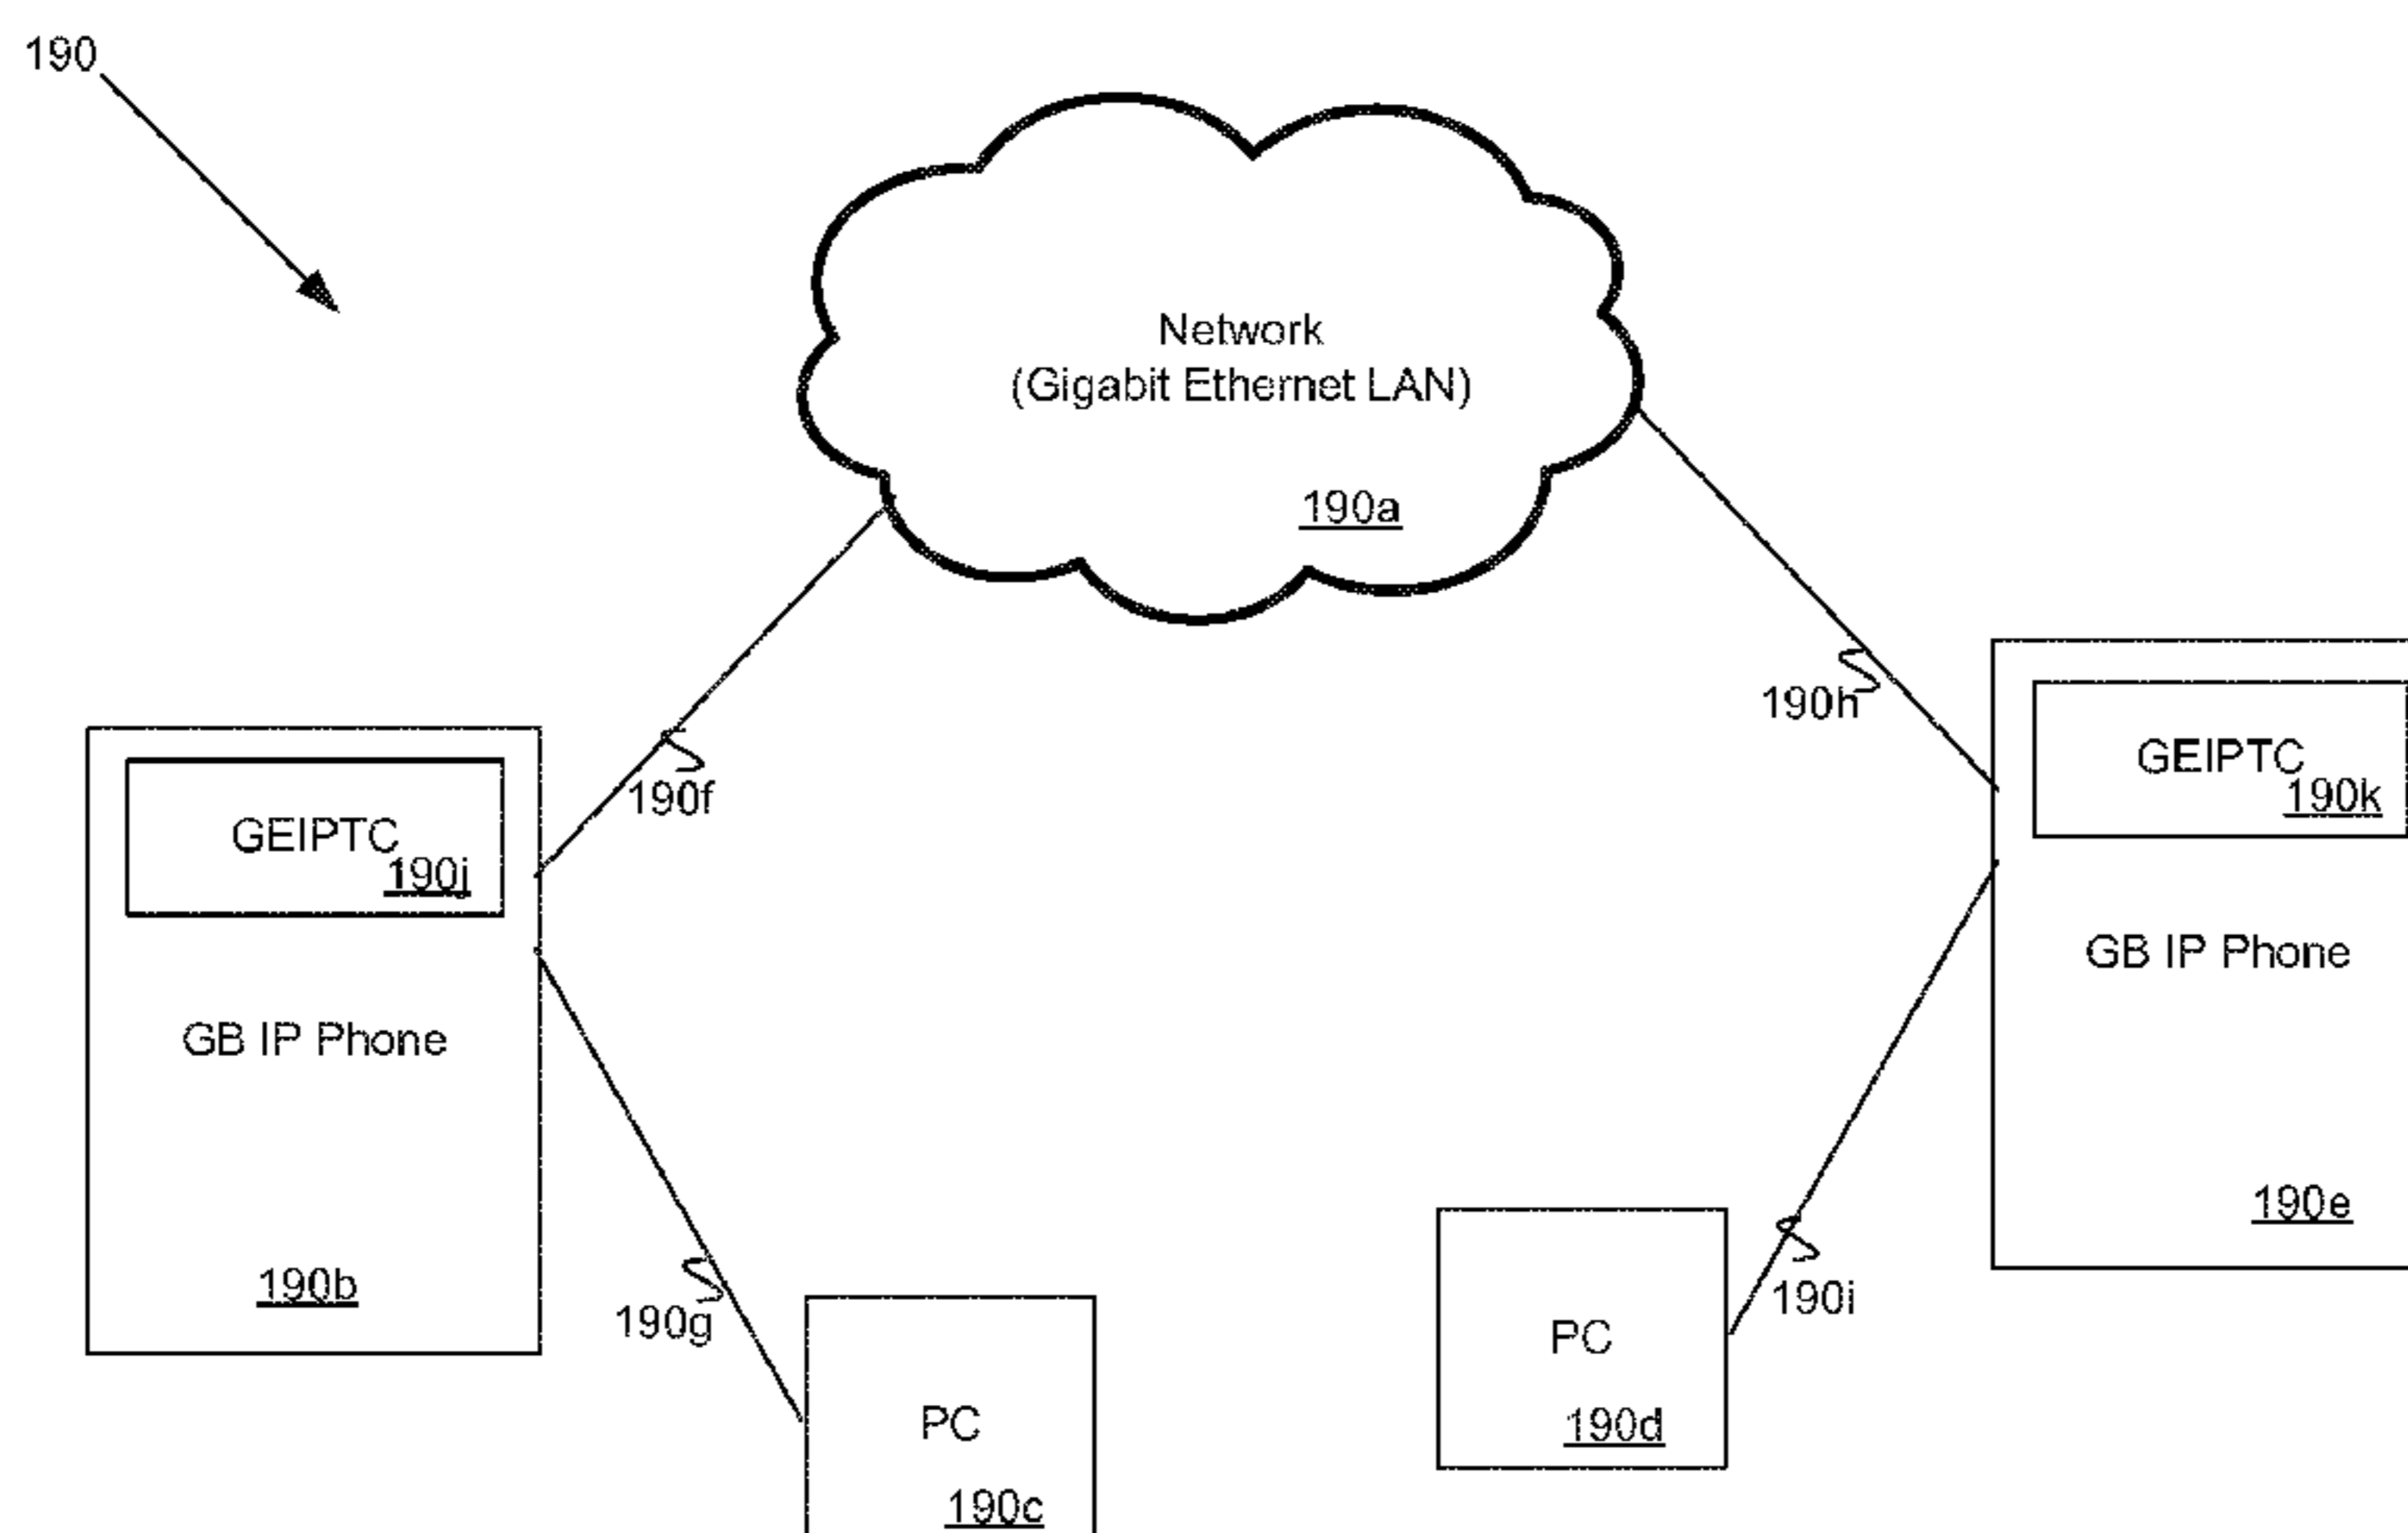 190
Network
(Gigabit Ethernet LAN)
190a
190h
190f
GEIPTC
190k
GEIPTC
190j
GB IP Phone
GB IP Phone
190e
190b
190g
190i
PC
190d
PC
190c